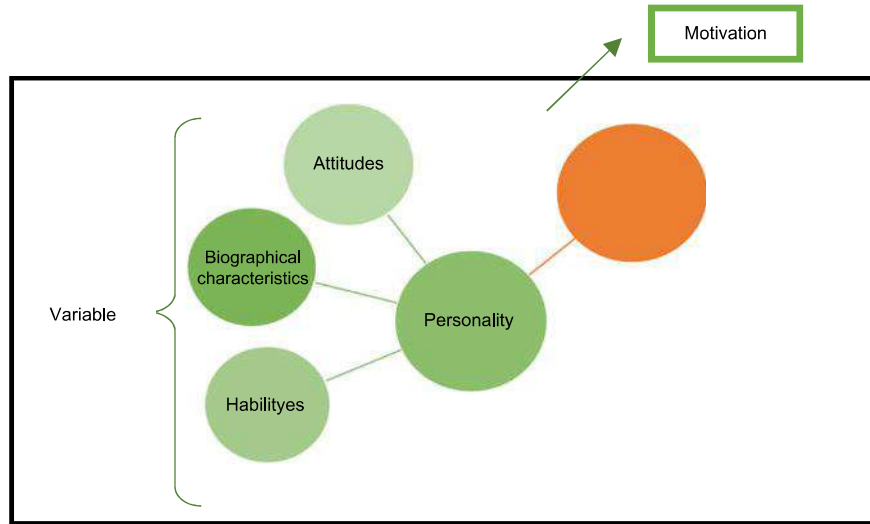 Motivation
Attitudes
Biographical
characteristics
Variable
Personality
Habilityes